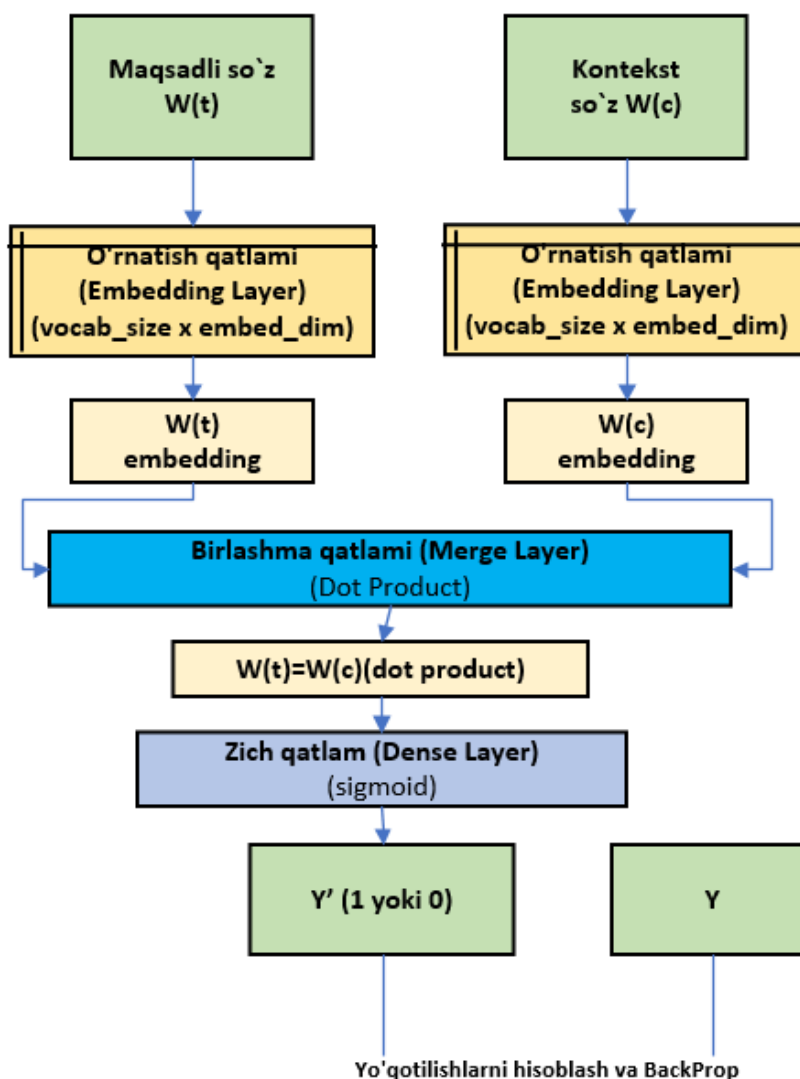 Maqsadli so`z
W(t)
Kontekst
so`z W(c)
O'rnatish qatlami
(Embedding Layer)
(vocab_size x embed_dim)
O'rnatish qatlami
(Embedding Layer)
(vocab_size x embed_dim)
W(t)
embedding
W(c)
embedding
Birlashma qatlami (Merge Layer)
(Dot Product)
W(t)=W(c)(dot product)
Zich qatlam (Dense Layer)
(sigmoid)
Y’ (1 yoki 0)
Y
Yo'qotilishlarni hisoblash va BackProp